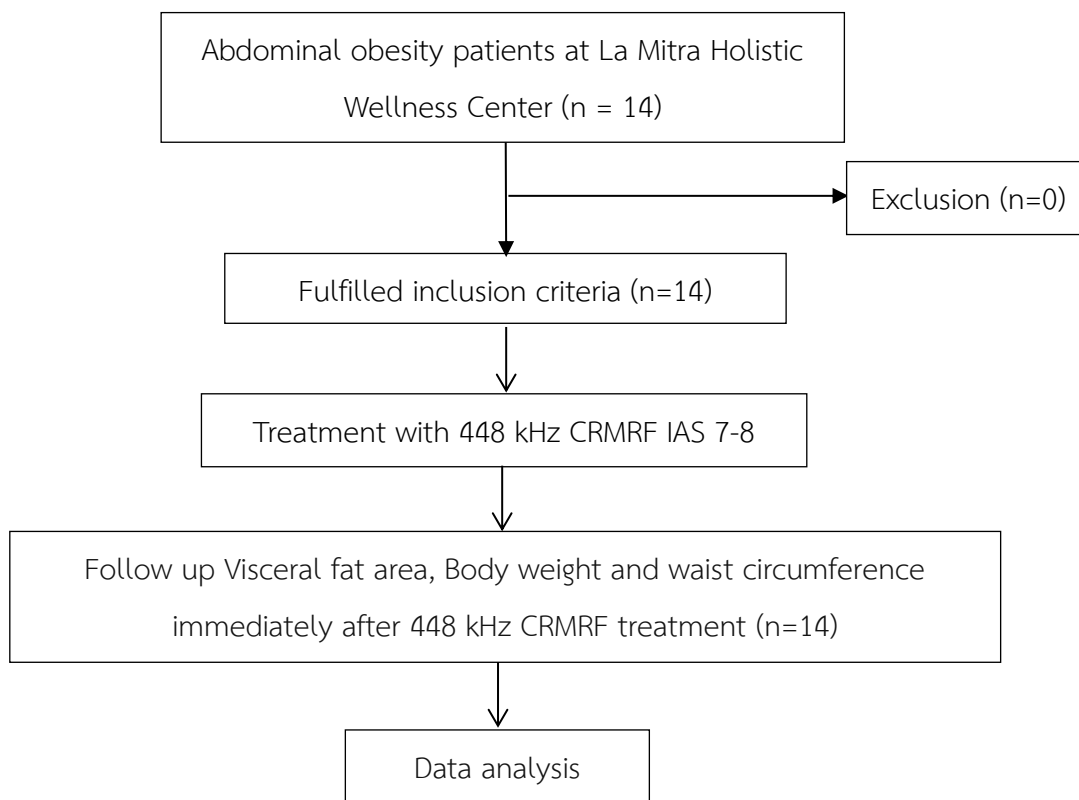 Abdominal obesity patients at La Mitra Holistic
Wellness Center (n = 14)
Exclusion (n=0)
Fulfilled inclusion criteria (n=14)
Treatment with 448 kHz CRMRF IAS 7-8
Follow up Visceral fat area, Body weight and waist circumference
immediately after 448 kHz CRMRF treatment (n=14)
Data analysis